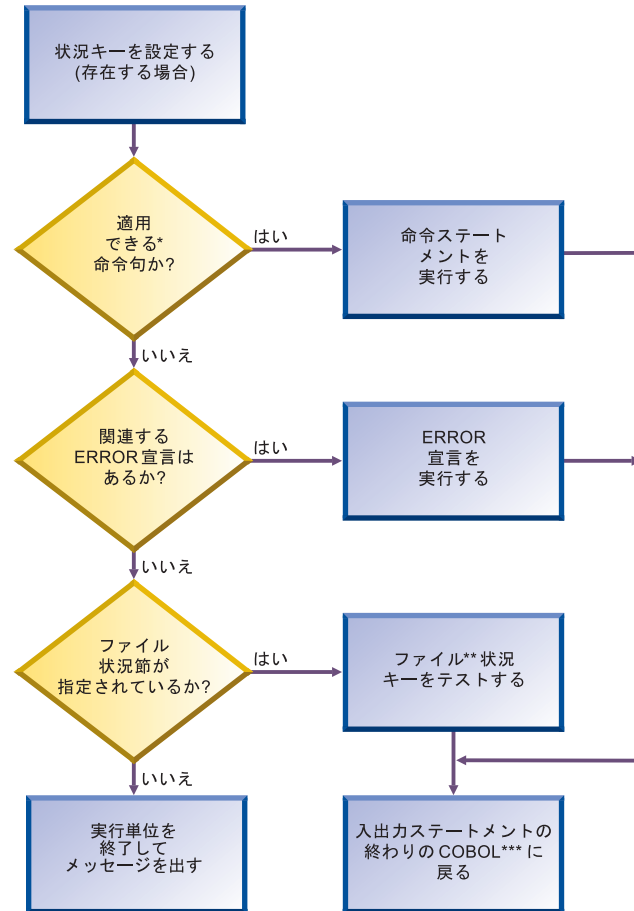 状況キーを設定する
(存在する場合)
適用
できる*
命令句か?
はい
命令ステート
メントを
実行する
いいえ
関連する
ERROR 宣言は
あるか?
はい
ERROR
宣言を
実行する
いいえ
ファイル
状況節が
指定されているか?
はい
ファイル** 状況
キーをテストする
いいえ
実行単位を
終了して
メッセージを出す
入出力ステートメントの
終わりの COBOL*** に
戻る